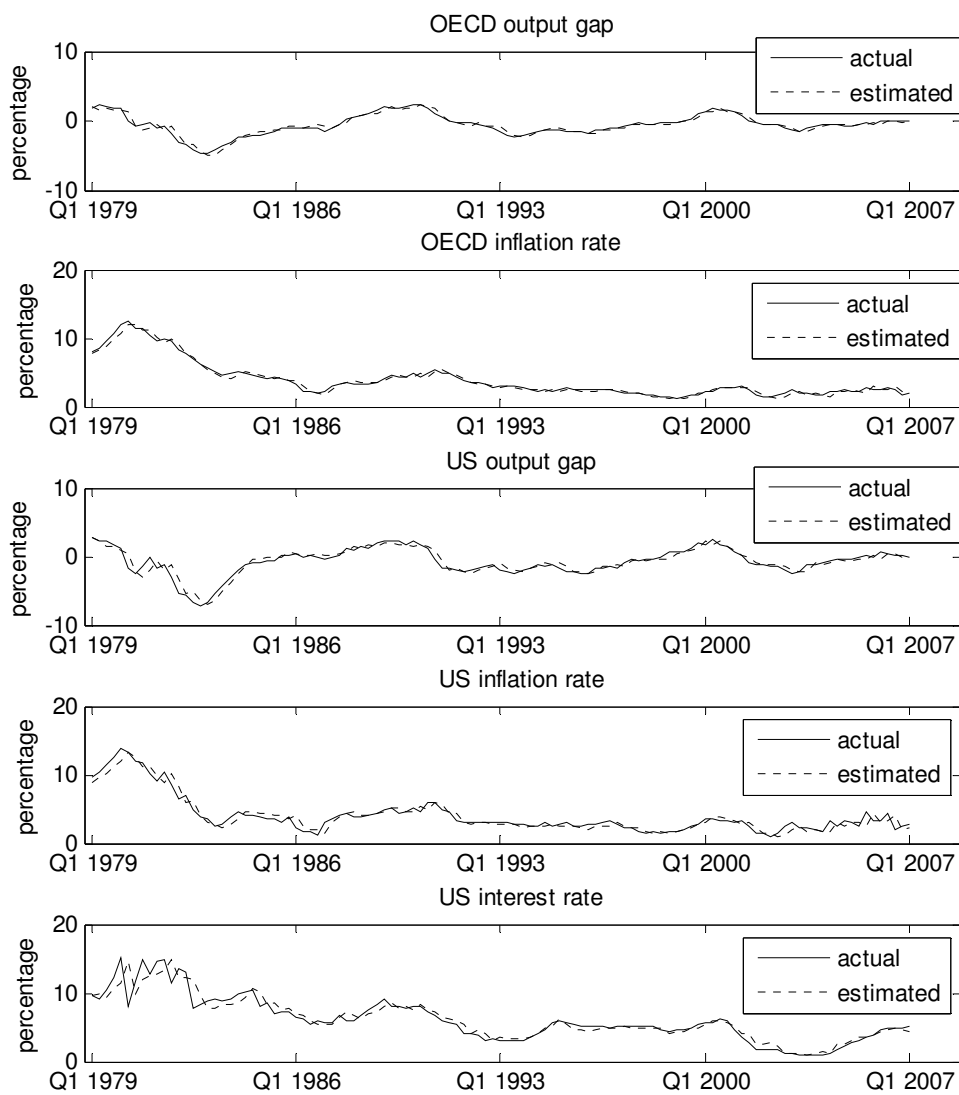 OECD output gap
10
actual
estimated
percentage
0
-10
Q1 1979 Q1 1986 Q1 1993 Q1 2000 Q1 2007
OECD inflation rate
20
actual
estimated
percentage
10
0
Q1 1979 Q1 1986 Q1 1993 Q1 2000 Q1 2007
US output gap
10
actual
estimated
percentage
0
-10
Q1 1979 Q1 1986 Q1 1993 Q1 2000 Q1 2007
US inflation rate
20
actual
estimated
percentage
10
0
Q1 1979 Q1 1986 Q1 1993 Q1 2000 Q1 2007
US interest rate
20
actual
estimated
percentage
10
0
Q1 1979 Q1 1986 Q1 1993 Q1 2000 Q1 2007